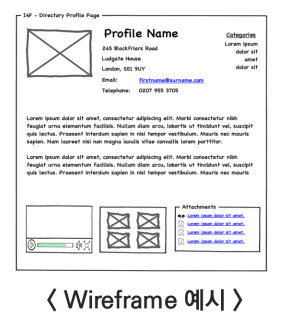 I4F - Directory Profile Page
Profile Name
245 Blackfriars Road
Ludgate House
London, SE1 9UY
Email: firstname@surname.com
Telephone: 0207 955 3705
Categories
Lorem ipsum
dolor sit
amet
dolor sit
Lorem ipsum dolor sit amet, consectetur adipiscing elit. Morbi consectetur nibh
feugiat urna elementum facilisis. Nullam diam arcu, lobortis ut tincidunt vel, suscipit
quis lectus. Praesent interdum sapien in nisl tempor vestibulum. Mauris nec mauris
sapien. Nam laoreet nisl non magna iaculis vitae convallis lorem porttitor.
Lorem ipsum dolor sit amet, consectetur adipiscing elit. Morbi consectetur nibh
feugiat urna elementum facilisis. Nullam diam arcu, lobortis ut tincidunt vel, suscipit
quis lectus. Praesent interdum sapien in nisl tempor vestibulum. Mauris nec mauris
Attachments
Lorem ipsum dolor sit amet.
Lorem ipsum dolor sit amet.
Lorem ipsum dolor sit amet.
Lorem ipsum dolor sit amet.
〈 Wireframe 예시 〉